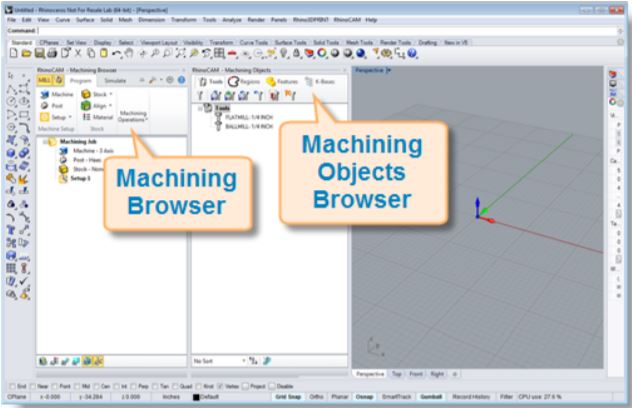 Untitled - Rhinoceros Not For Resale Lab (64-bit) - [Perspective]
File Edit View Curve Surface Solid Mesh Dimension Transform Tools Analyze Render Panels Rhino3DPRINT RhinoCAM Help
Command:
Standard CPlanes Set View Display Select Viewport Layout Visibility Transform Curve Tools Surface Tools Solid Tools Mesh Tools Render Tools Drafting New in V5
RhinoCAM - Machining Browser
RhinoCAM - Machining Objects
Perspective
MILL Program Simulate
Tools Regions Features K-Bases
Machine Stock
Post Align
Setup Material
Machining Operations
Machine Setup Stock
Machining Job
Machine - 3 Axis
Post - Haas
Stock - None
Setup 1
Tools
FLATMILL- 1/4 INCH
BALLMILL- 1/4 INCH
Machining
Browser
Machining
Objects
Browser
No Sort
Perspective Top Front Right
End Near Point Mid Cen Int Perp Tan Quad Knot Vertex Project Disable
CPlane x -0.000 y -34.284 z 0.000 Inches Default Grid Snap Ortho Planar Osnap SmartTrack Gumball Record History Filter CPU use: 27.6 %